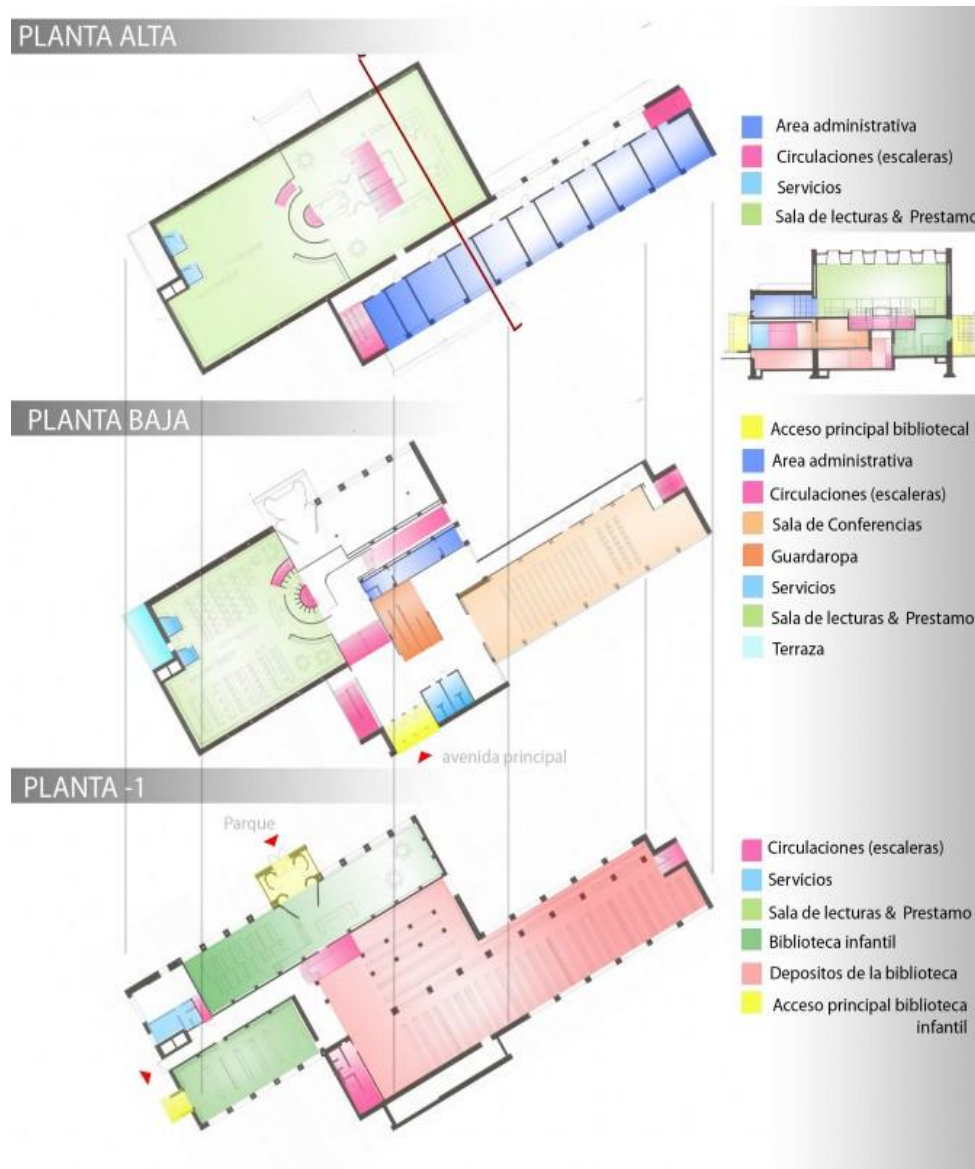 PLANTA ALTA
Area administrativa
Circulaciones (escaleras)
Servicios
Sala de lecturas & Prestamo
PLANTA BAJA
Acceso principal bibliotecal
Area administrativa
Circulaciones (escaleras)
Sala de Conferencias
Guardaropa
Servicios
Sala de lecturas & Prestamo
Terraza
avenida principal
PLANTA -1
Parque
Circulaciones (escaleras)
Servicios
Sala de lecturas & Prestamo
Biblioteca infantil
Depositos de la biblioteca
Acceso principal biblioteca
infantil